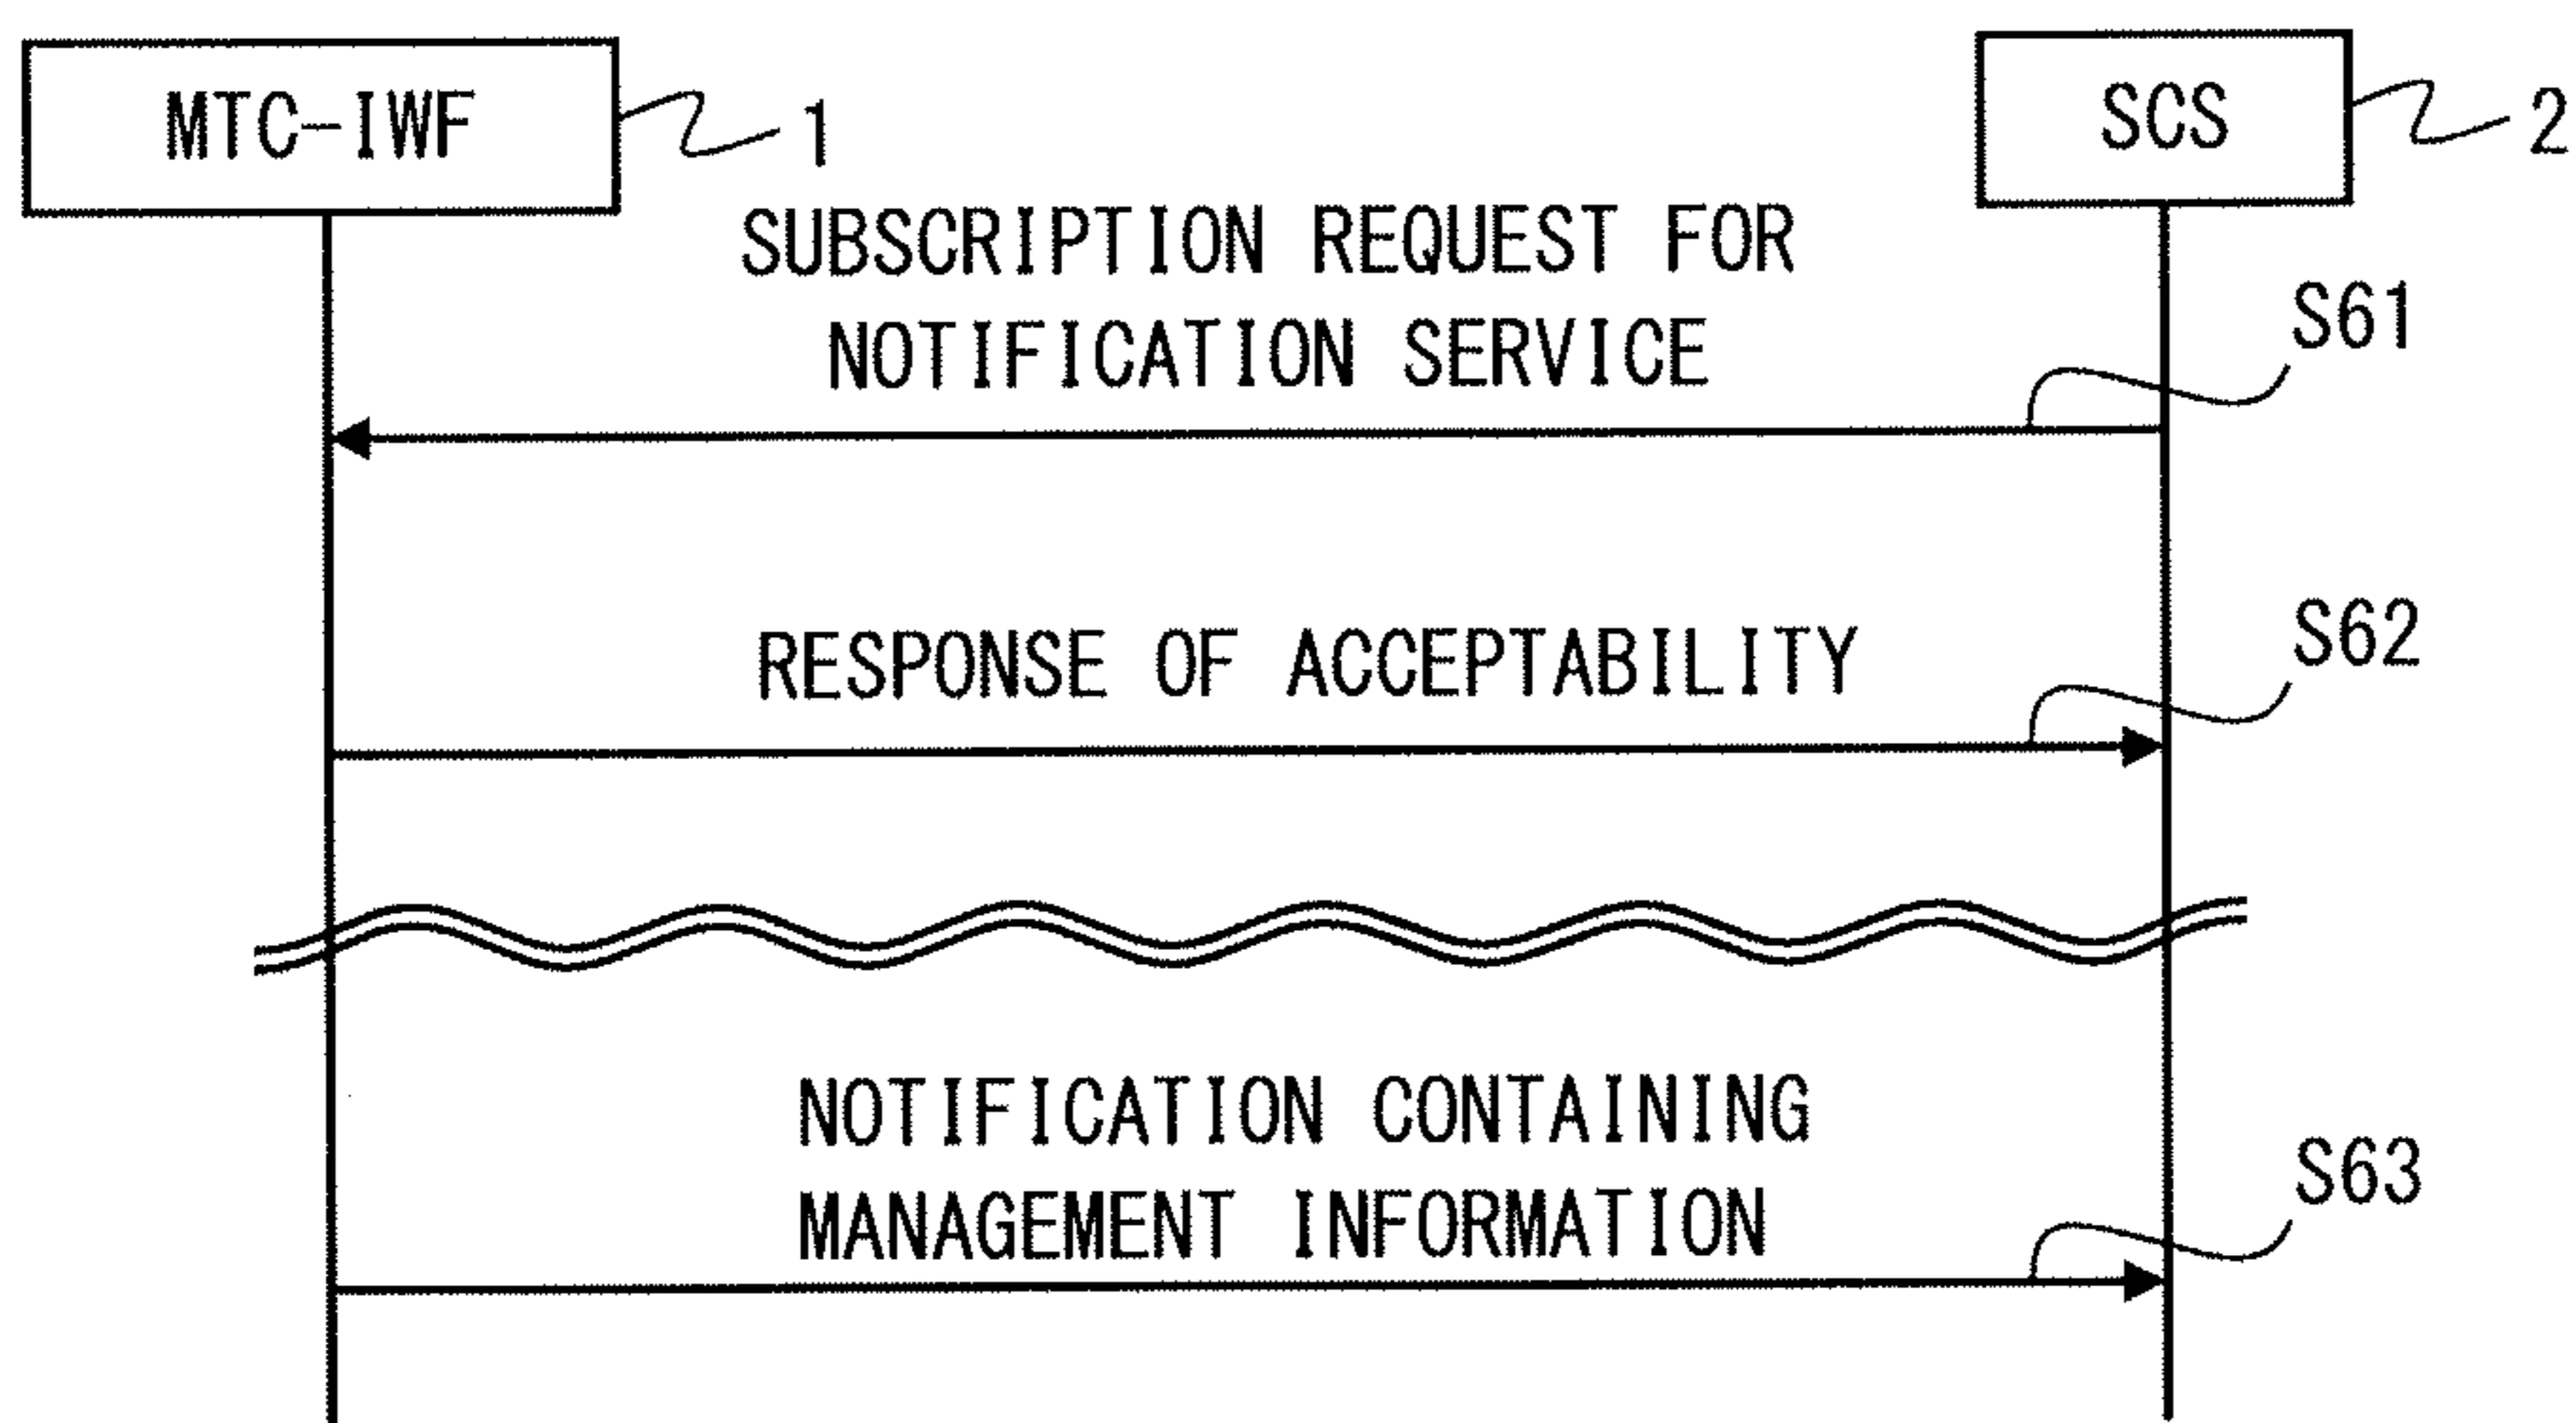 MTC-IWF
1
SCS
2
SUBSCRIPTION REQUEST FOR
NOTIFICATION SERVICE
S61
RESPONSE OF ACCEPTABILITY
S62
NOTIFICATION CONTAINING
MANAGEMENT INFORMATION
S63